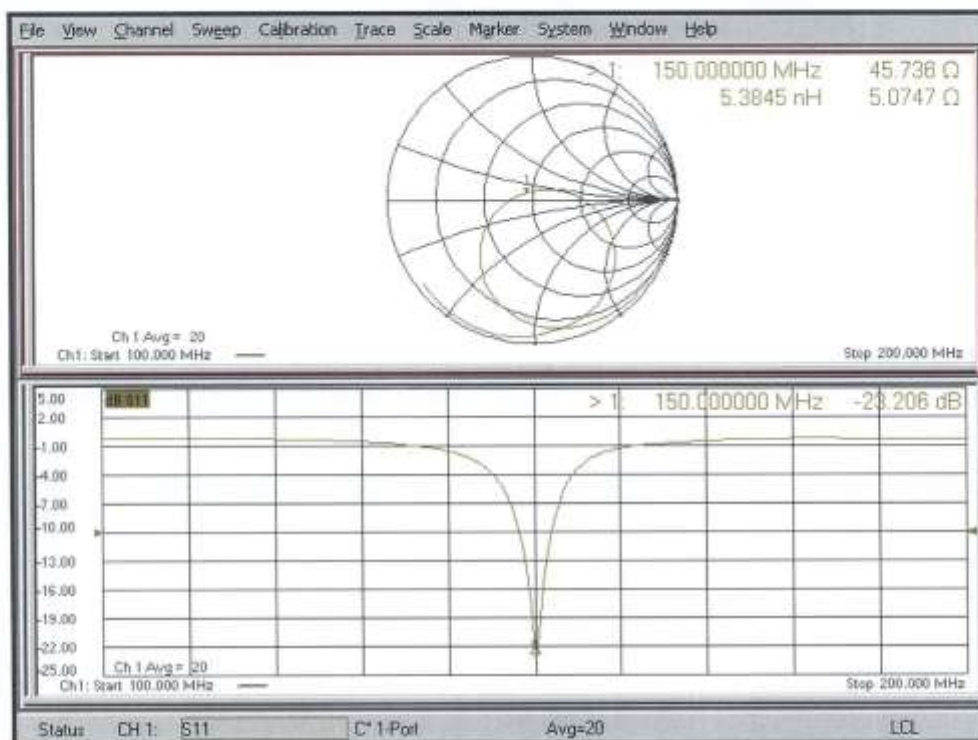 File View Channel Sweep Calibration Trace Scale Marker System Window Help
> 1: 150.000000 MHz 45.736 Ω
5.3845 nH 5.0747 Ω
1
Ch 1 Avg = 20
Ch1: Start 100.000 MHz
Stop 200.000 MHz
5.00
dB S11
> 1: 150.000000 MHz -23.206 dB
2.00
-1.00
-4.00
-7.00
-10.00
-13.00
-16.00
-19.00
-22.00
-25.00
Ch 1 Avg = 20
Ch1: Start 100.000 MHz
Stop 200.000 MHz
Status CH 1: S11 C* 1-Port Avg=20 LCL